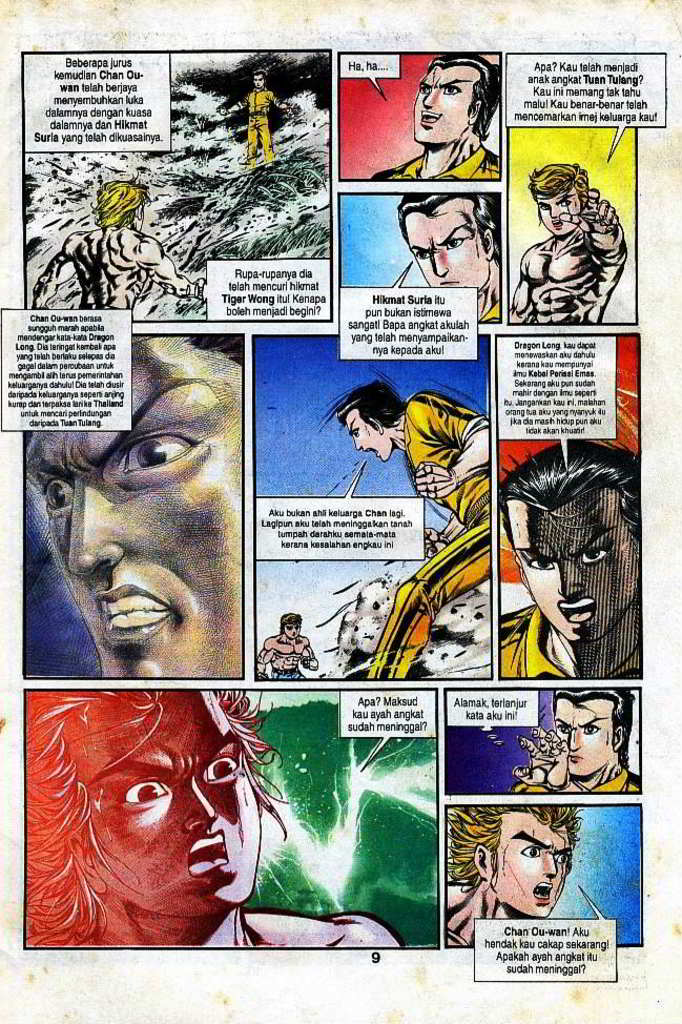 Beberapa jurus
kemudian Chan Ou-
wan telah berjaya
menyembuhkan luka
dalamnya dengan kuasa
dalamnya dan Hikmat
Suria yang telah dikuasainya.
Rupa-rupanya dia
telah mencuri hikmat
Tiger Wong itu! Kenapa
boleh menjadi begini?
Ha, ha....
Hikmat Suria itu
pun bukan istimewa
sangat! Bapa angkat akulah
yang telah menyampaikan-
nya kepada aku!
Apa? Kau telah menjadi
anak angkat Tuan Tulang?
Kau ini memang tak tahu
malu! Kau benar-benar telah
mencemarkan imej keluarga kau!
Chan Ou-wan berasa
sungguh marah apabila
mendengar kata-kata Dragon
Long. Dia teringat kembali apa
yang telah berlaku selepas dia
gagal dalam percubaan untuk
mengambil alih terus pemerintahan
keluarganya dahulu! Dia telah diusir
daripada keluarganya seperti anjing
kurap dan terpaksa lari ke Thailand
untuk mencari perlindungan
daripada Tuan Tulang.
Aku bukan ahli keluarga Chan lagi.
Lagipun aku telah meninggalkan tanah
tumpah darahku semata-mata
kerana kesalahan engkau ini
Dragon Long, kau dapat
menewaskan aku dahulu
kerana kau mempunyai
ilmu Kebal Perisai Emas.
Sekarang aku pun sudah
mahir dengan ilmu seperti
itu. Jangankan kau ini, malahan
orang tua aku yang nyanyuk itu
jika dia masih hidup pun aku
tidak akan khuatir!
Apa? Maksud
kau ayah angkat
sudah meninggal?
Alamak, terlanjur
kata aku ini!
Chan Ou-wan! Aku
hendak kau cakap sekarang!
Apakah ayah angkat itu
sudah meninggal?
9